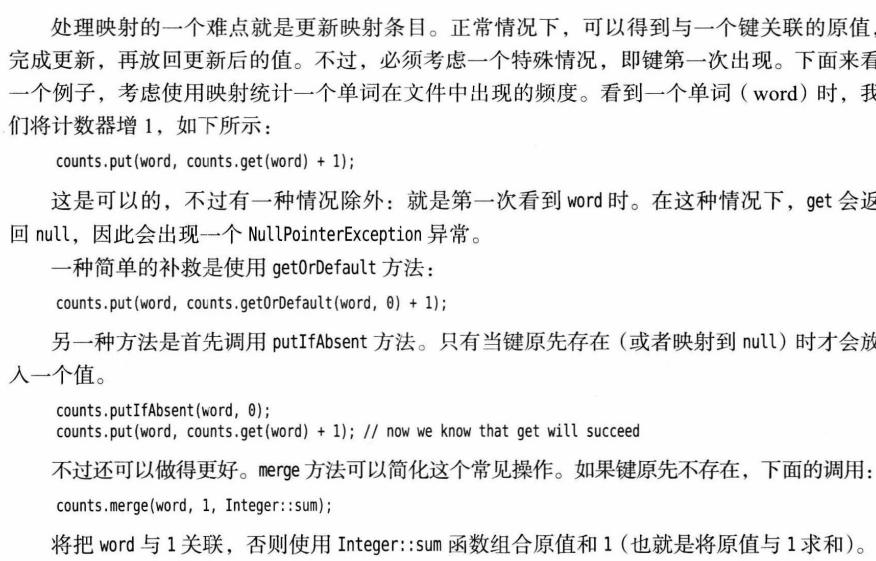 处理映射的一个难点就是更新映射条目。正常情况下，可以得到与一个键关联的原值，
完成更新，再放回更新后的值。不过，必须考虑一个特殊情况，即键第一次出现。下面来看
一个例子，考虑使用映射统计一个单词在文件中出现的频度。看到一个单词（word）时，我
们将计数器增 1，如下所示：
counts.put(word, counts.get(word) + 1);
这是可以的，不过有一种情况除外：就是第一次看到 word 时。在这种情况下，get 会返
回 null，因此会出现一个 NullPointerException 异常。
一种简单的补救是使用 getOrDefault 方法：
counts.put(word, counts.getOrDefault(word, 0) + 1);
另一种方法是首先调用 putIfAbsent 方法。只有当键原先存在（或者映射到 null）时才会放
入一个值。
counts.putIfAbsent(word, 0);
counts.put(word, counts.get(word) + 1); // now we know that get will succeed
不过还可以做得更好。merge 方法可以简化这个常见操作。如果键原先不存在，下面的调用：
counts.merge(word, 1, Integer::sum);
将把 word 与 1 关联，否则使用 Integer::sum 函数组合原值和 1（也就是将原值与 1 求和）。